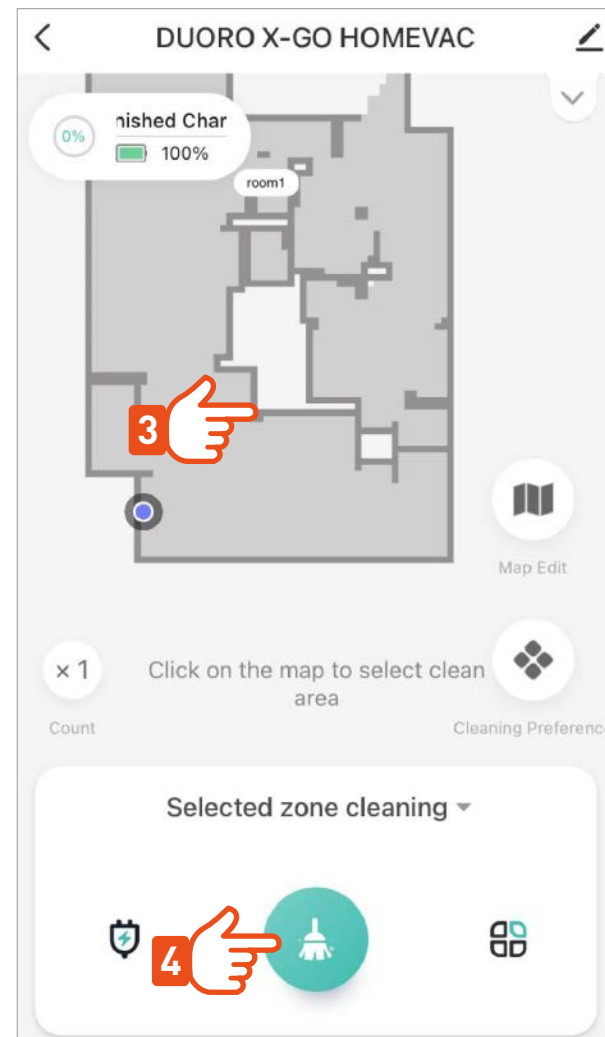 DUORO X-GO HOMEVAC
0%
nished Char
100%
room1
3
Map Edit
× 1
Click on the map to select clean
area
Count
Cleaning Preferenc
Selected zone cleaning
4